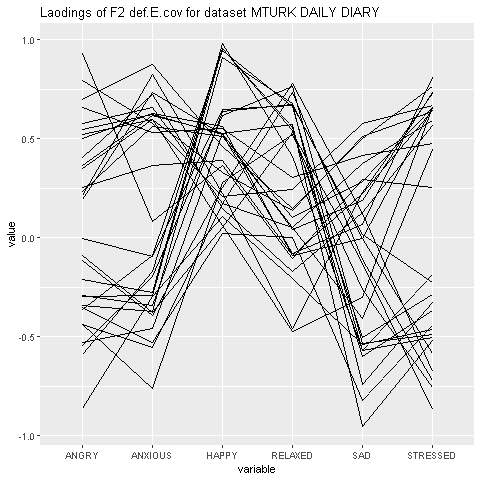 Laodings of F2 def.E.cov for dataset MTURK DAILY DIARY
1.0
0.5
0.0
-0.5
-1.0
value
ANGRY ANXIOUS HAPPY RELAXED SAD STRESSED
variable